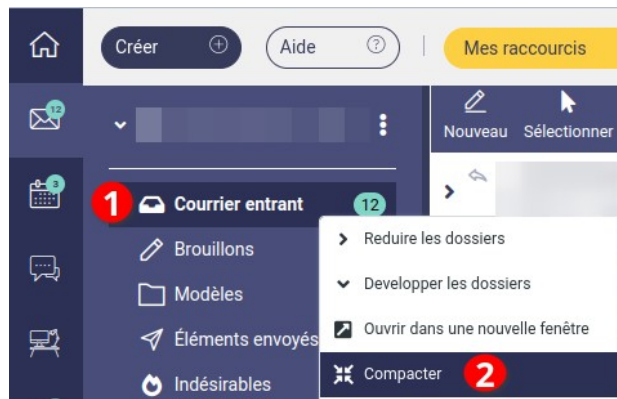 Créer
Aide
Mes raccourcis
12
Nouveau
Sélectionner
3
1
Courrier entrant
12
Brouillons
Reduire les dossiers
Modèles
Developper les dossiers
Éléments envoyés
Ouvrir dans une nouvelle fenêtre
Indésirables
Compacter
2